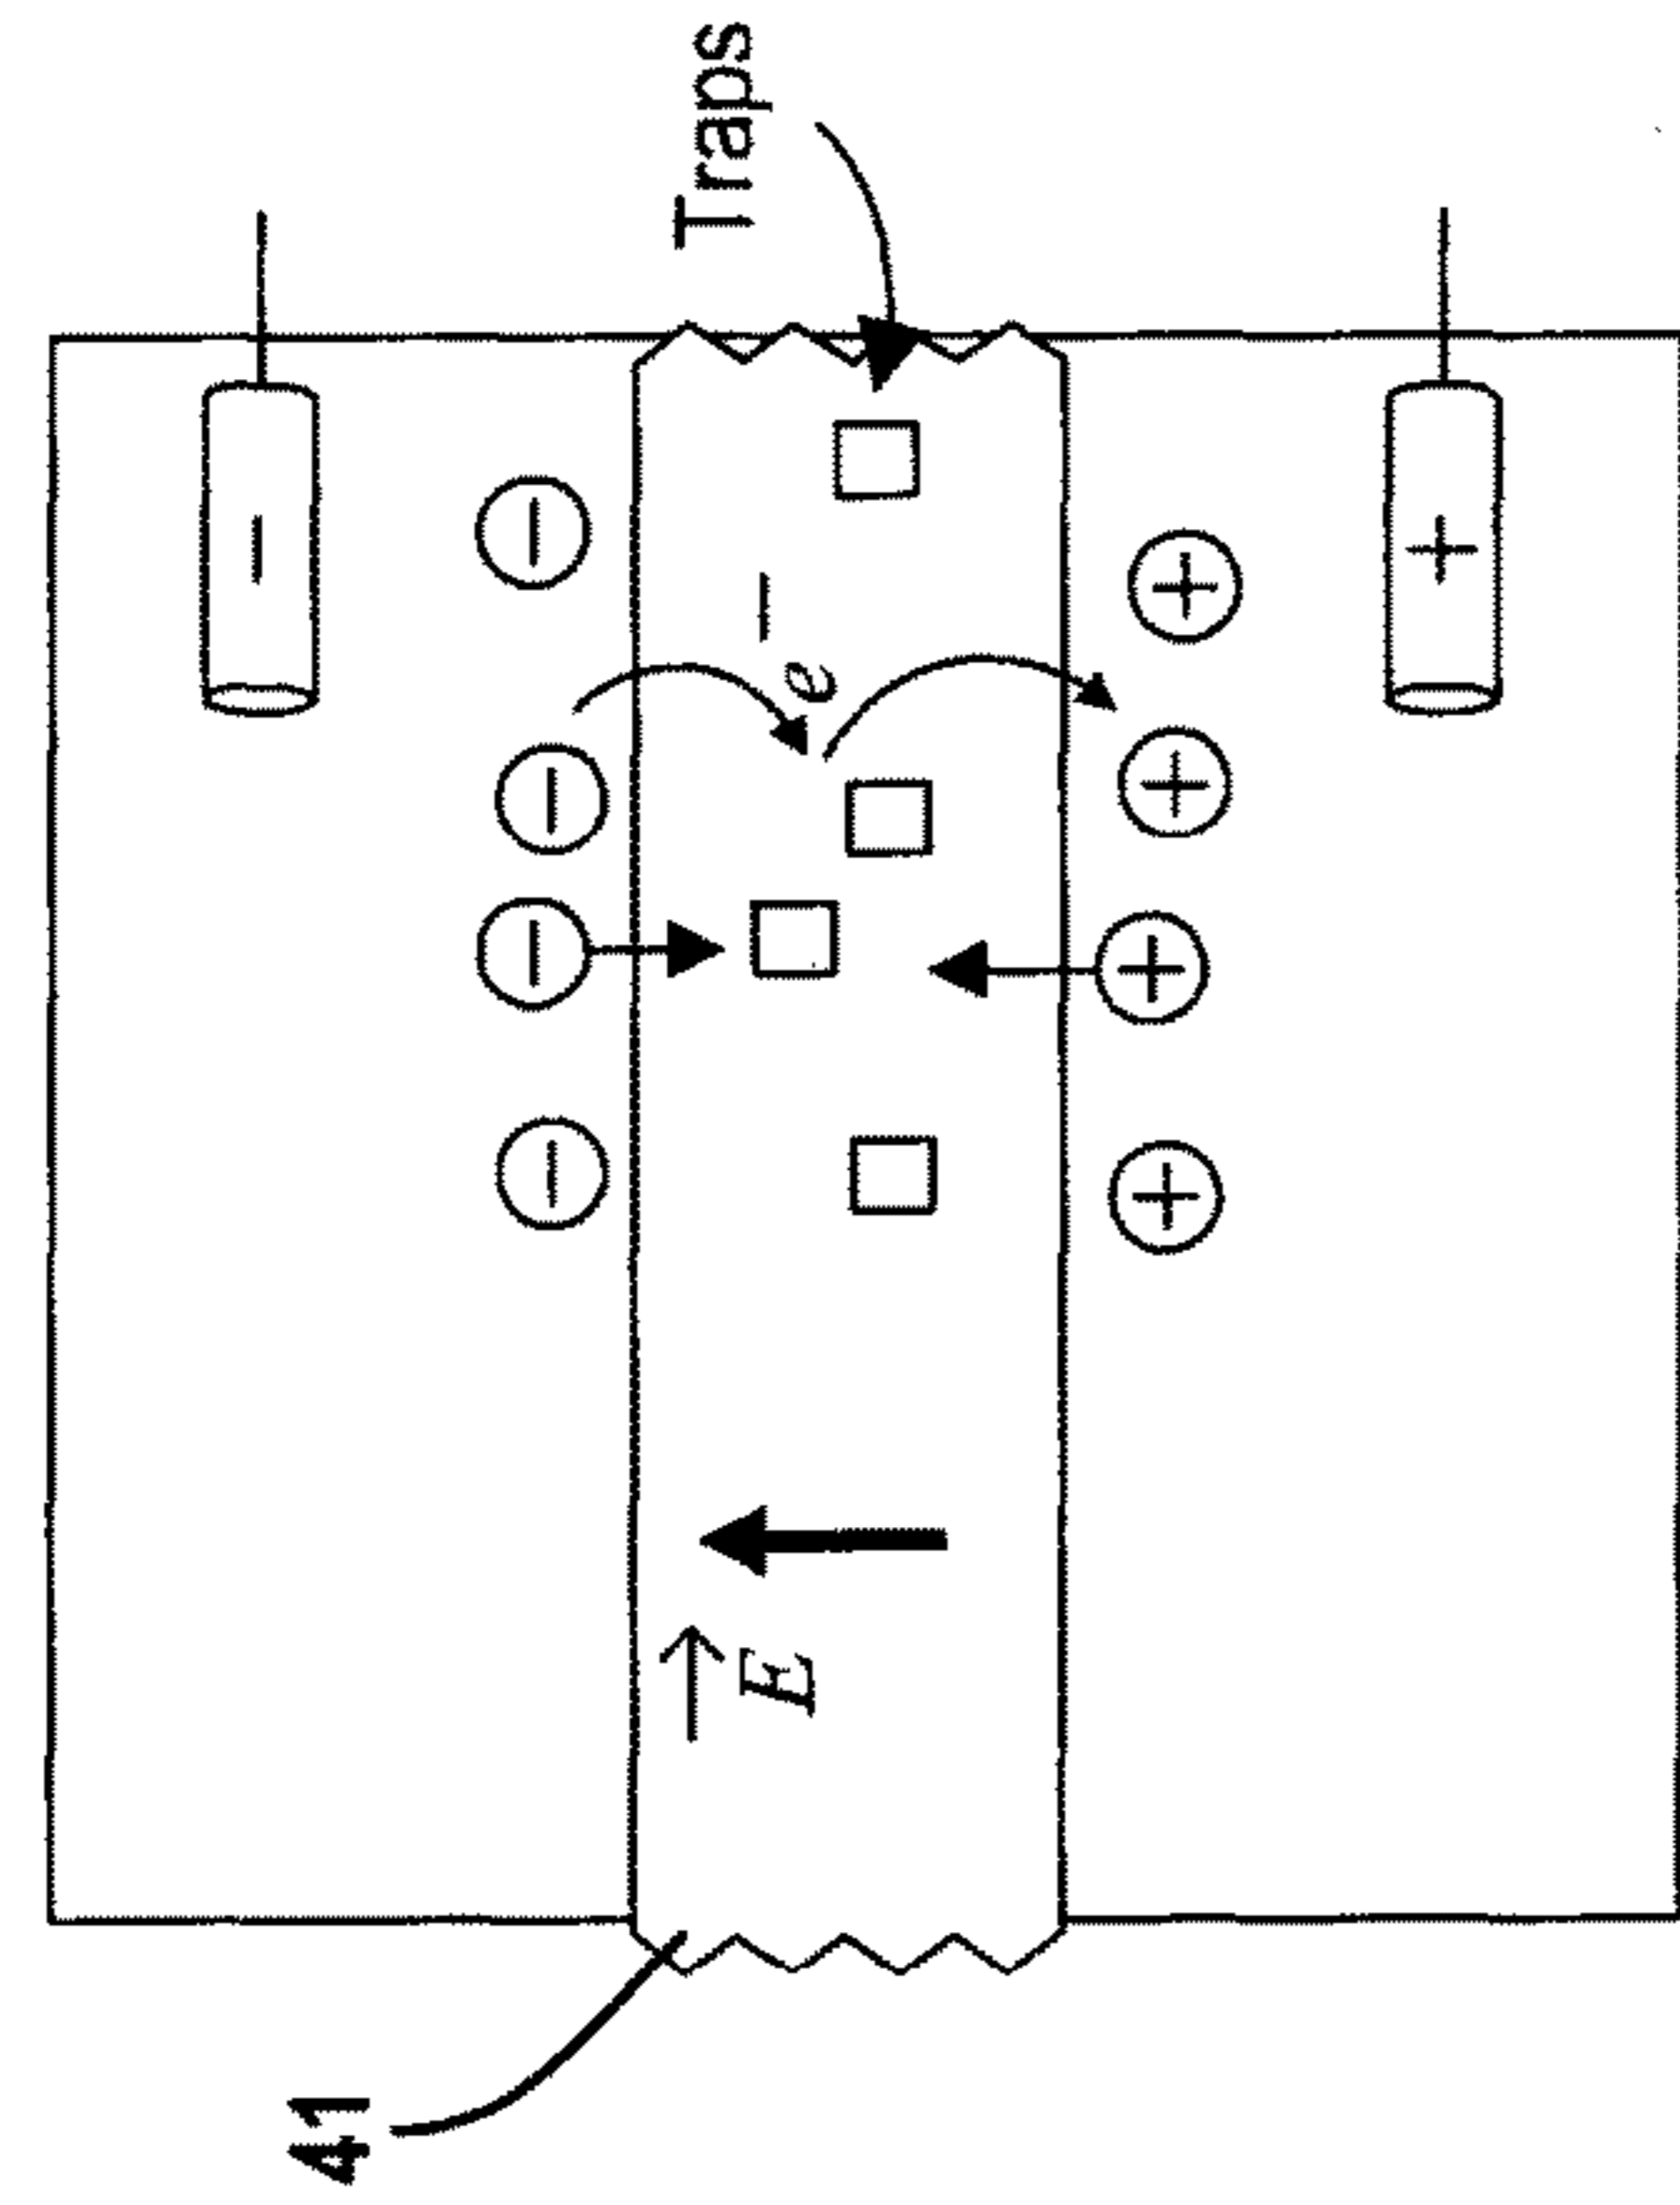 Traps
− +
− − − −
e −
+ + + +
E
41